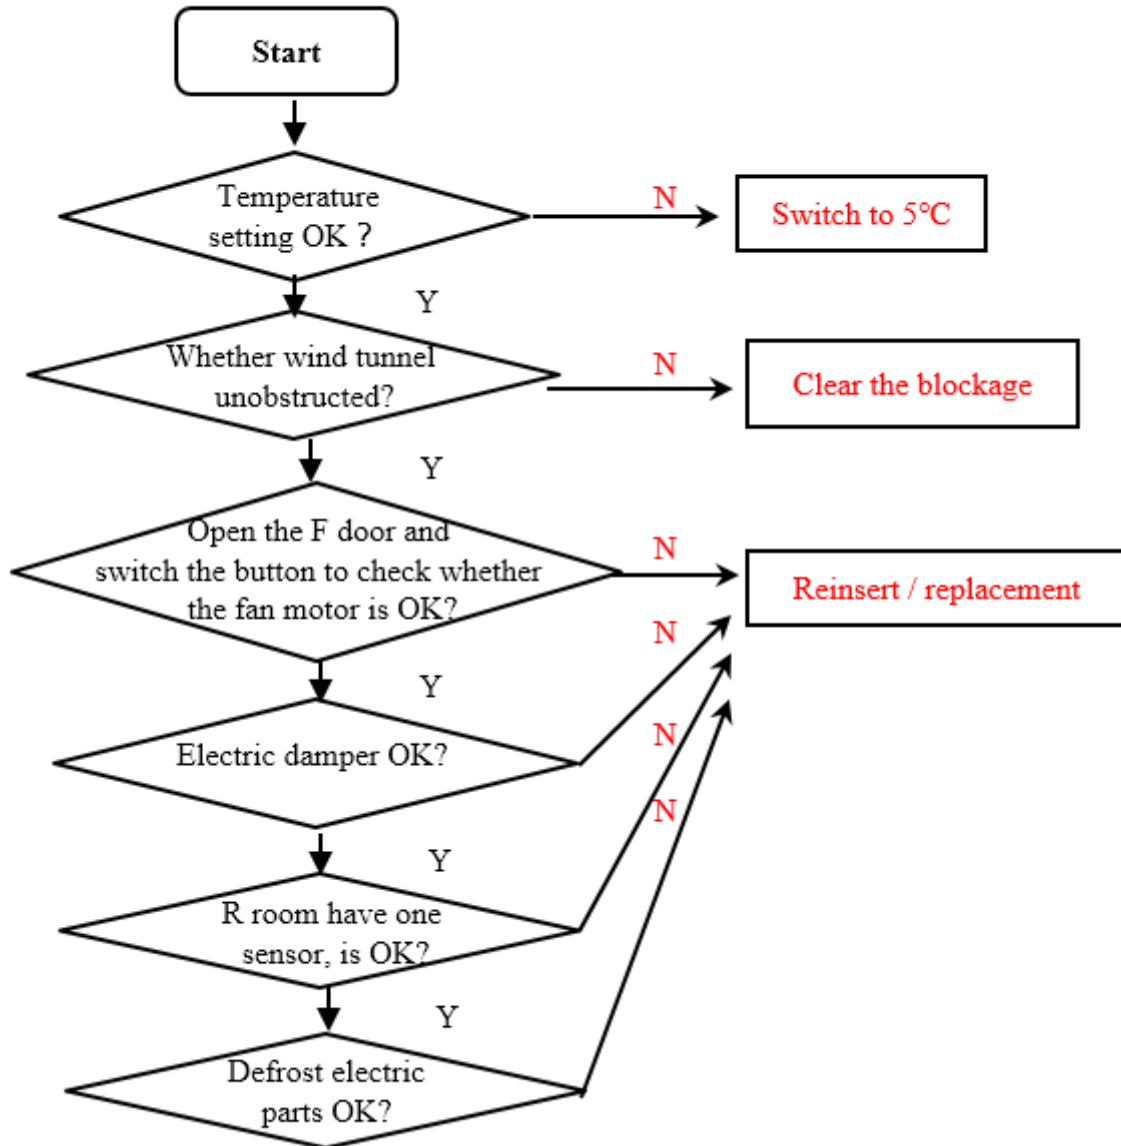 Start
Temperature
setting OK ?
N
Switch to 5℃
Y
Whether wind tunnel
unobstructed?
N
Clear the blockage
Y
Open the F door and
switch the button to check whether
the fan motor is OK?
N
Reinsert / replacement
N
Y
Electric damper OK?
N
N
Y
R room have one
sensor, is OK?
Y
Defrost electric
parts OK?